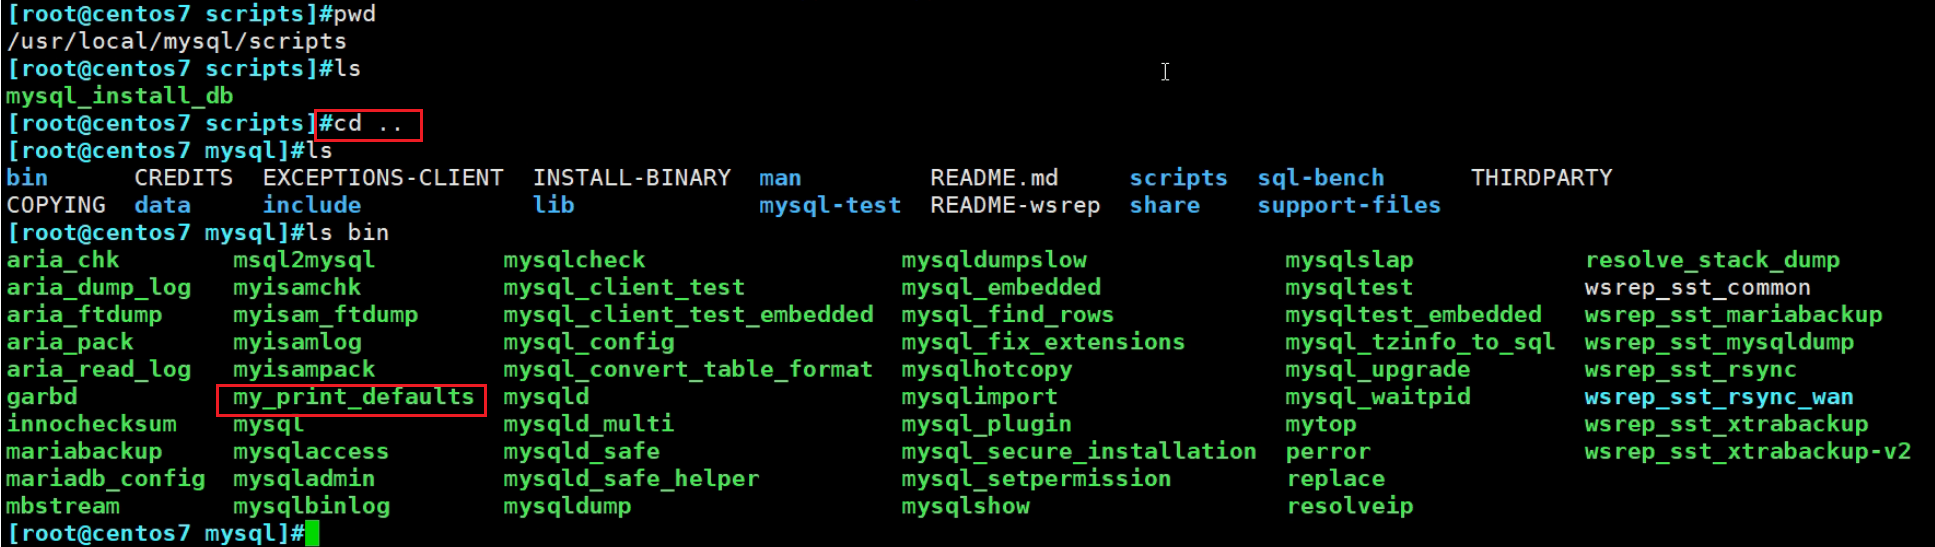 [root@centos7 scripts]#pwd
/usr/local/mysql/scripts
[root@centos7 scripts]#ls
mysql_install_db
[root@centos7 scripts]#cd ..
[root@centos7 mysql]#ls
bin CREDITS EXCEPTIONS-CLIENT INSTALL-BINARY man README.md scripts sql-bench THIRDPARTY
COPYING data include lib mysql-test README-wsrep share support-files
[root@centos7 mysql]#ls bin
aria_chk msql2mysql mysqlcheck mysqldumpslow mysqlslap resolve_stack_dump
aria_dump_log myisamchk mysql_client_test mysql_embedded mysqltest wsrep_sst_common
aria_ftdump myisam_ftdump mysql_client_test_embedded mysql_find_rows mysqltest_embedded wsrep_sst_mariabackup
aria_pack myisamlog mysql_config mysql_fix_extensions mysql_tzinfo_to_sql wsrep_sst_mysqldump
aria_read_log myisampack mysql_convert_table_format mysqlhotcopy mysql_upgrade wsrep_sst_rsync
garbd my_print_defaults mysqld mysqlimport mysql_waitpid wsrep_sst_rsync_wan
innochecksum mysql mysqld_multi mysql_plugin mytop wsrep_sst_xtrabackup
mariabackup mysqlaccess mysqld_safe mysql_secure_installation perror wsrep_sst_xtrabackup-v2
mariadb_config mysqladmin mysqld_safe_helper mysql_setpermission replace
mbstream mysqlbinlog mysqldump mysqlshow resolveip
[root@centos7 mysql]#